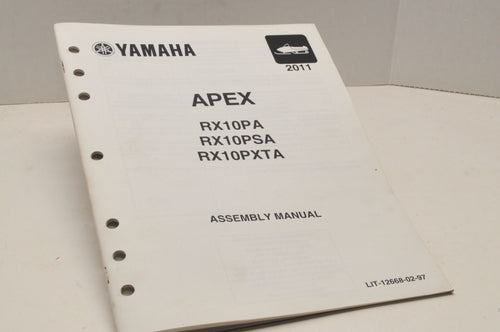 YAMAHA
2011
APEX
RX10PA
RX10PSA
RX10PXTA
ASSEMBLY MANUAL
LIT-12668-02-97